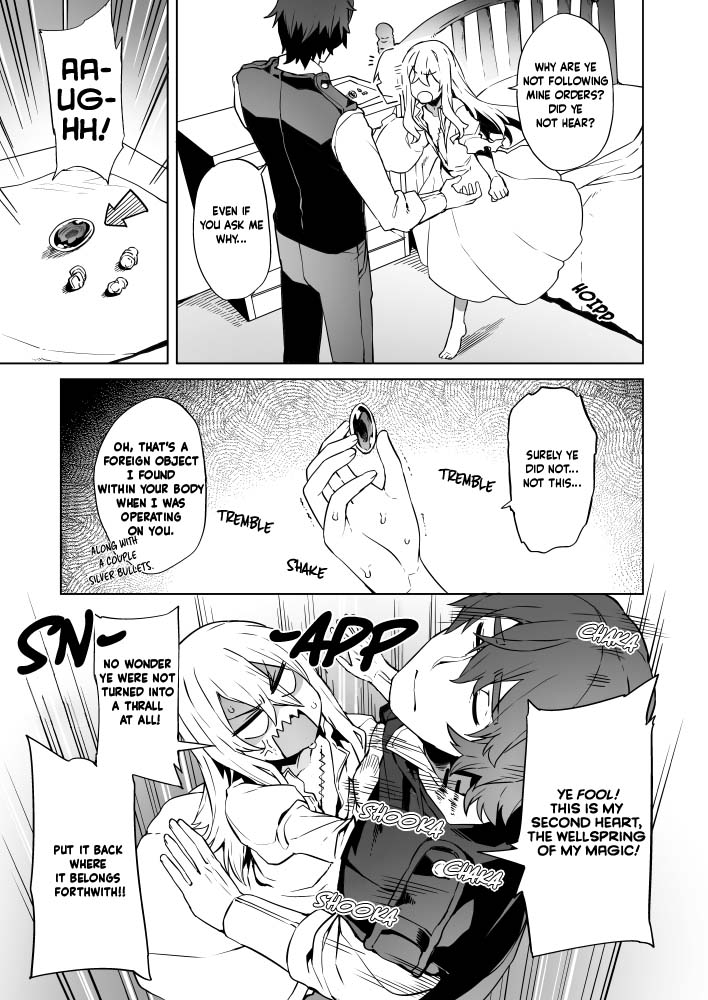 WHY ARE YE
NOT FOLLOWING
MINE ORDERS?
DID YE
NOT HEAR?
EVEN IF
YOU ASK ME
WHY...
HOIPP
AA-
UG-
HH!
SURELY YE
DID NOT...
NOT THIS...
TREMBLE
TREMBLE
SHAKE
OH, THAT'S A
FOREIGN OBJECT
I FOUND
WITHIN YOUR BODY
WHEN I WAS
OPERATING
ON YOU.
ALONG WITH
A COUPLE
SILVER BULLETS.
SN-
-APP
CHAKA
YE FOOL!
THIS IS MY
SECOND HEART,
THE WELLSPRING
OF MY MAGIC!
NO WONDER
YE WERE NOT
TURNED INTO
A THRALL
AT ALL!
SHOOKA
CHAKA
SHOOKA
PUT IT BACK
WHERE
IT BELONGS
FORTHWITH!!